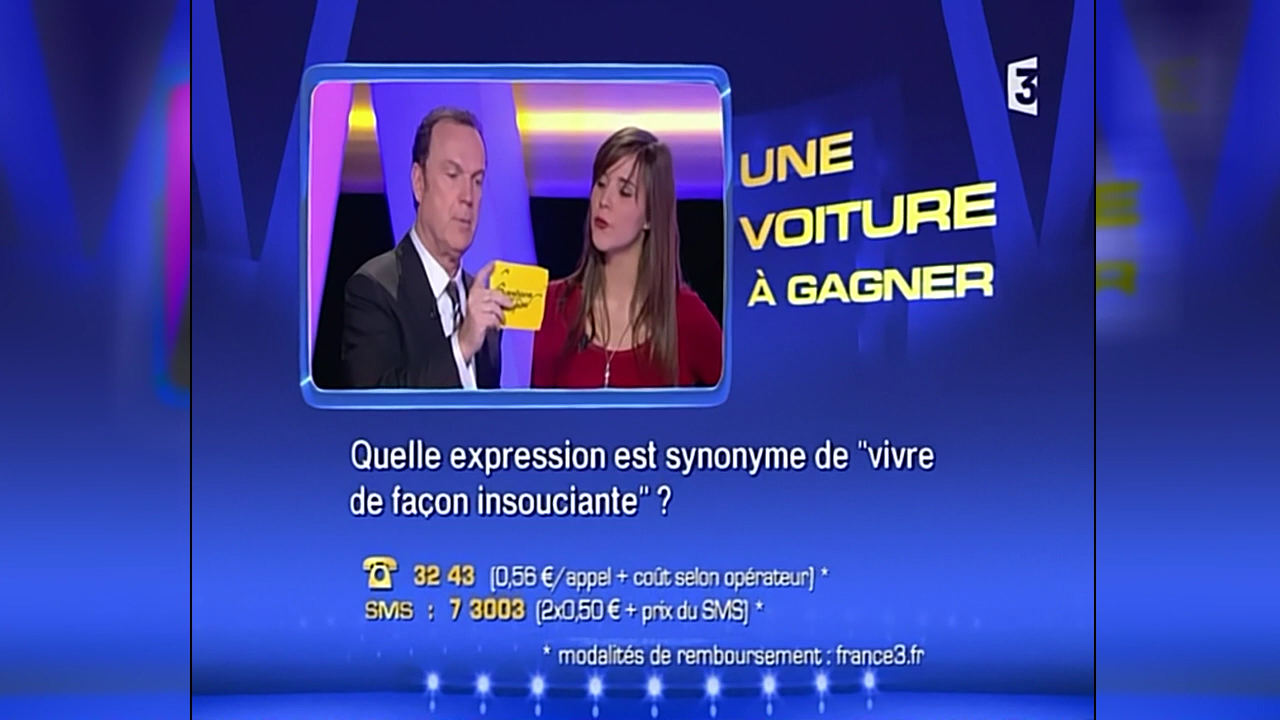 3
UNE
VOITURE
À GAGNER
Quelle expression est synonyme de "vivre
de façon insouciante" ?
32 43 (0,56 €/appel + coût selon opérateur) *
SMS : 7 3003 (2x0,50 € + prix du SMS) *
* modalités de remboursement : france3.fr